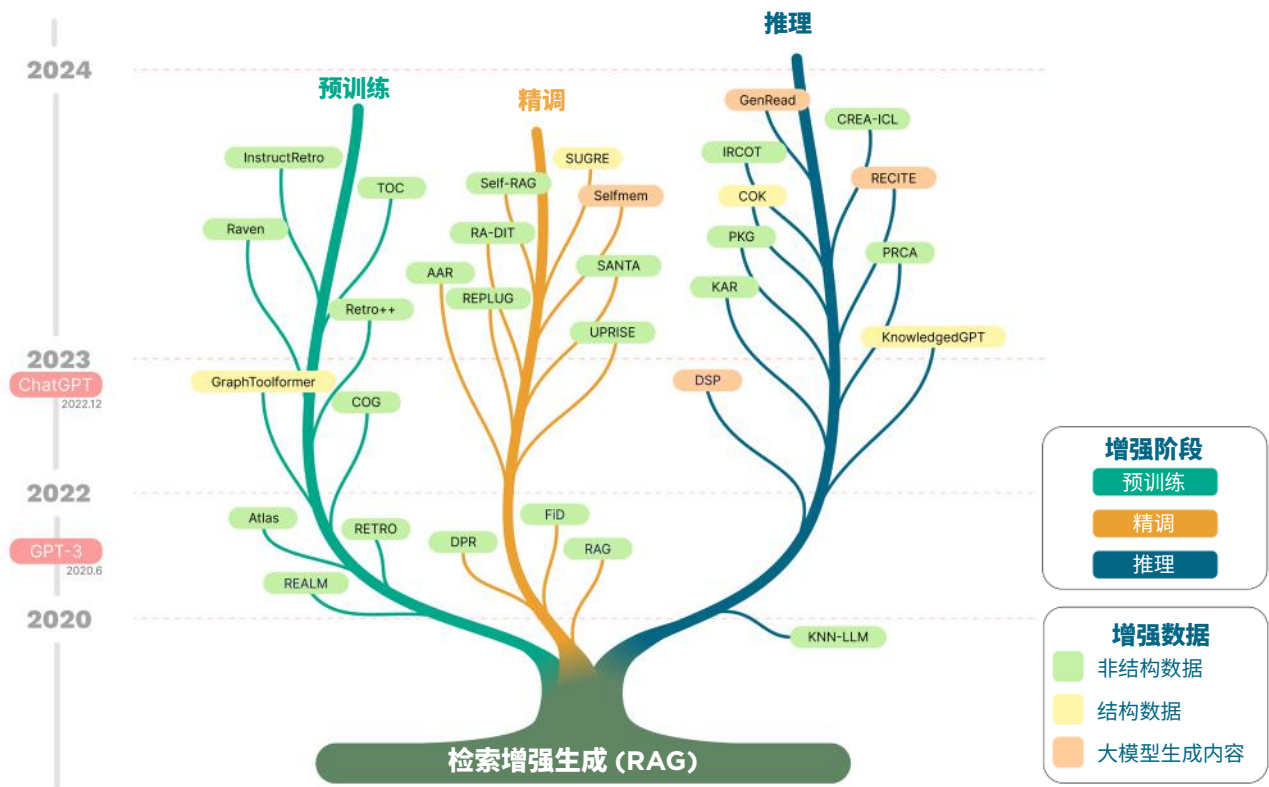 推理
2024
预训练
精调
GenRead
CREA-ICL
InstructRetro
SUGRE
IRCOT
TOC
Self-RAG
Selfmem
COK
RECITE
Raven
RA-DIT
PKG
PRCA
AAR
SANTA
KAR
REPLUG
Retro++
UPRISE
KnowledgedGPT
2023
ChatGPT
2022.12
GraphToolformer
COG
DSP
2022
Atlas
RETRO
DPR
FiD
RAG
GPT-3
2020.6
REALM
2020
KNN-LLM
检索增强生成 (RAG)
增强阶段
预训练
精调
推理
增强数据
非结构数据
结构数据
大模型生成内容